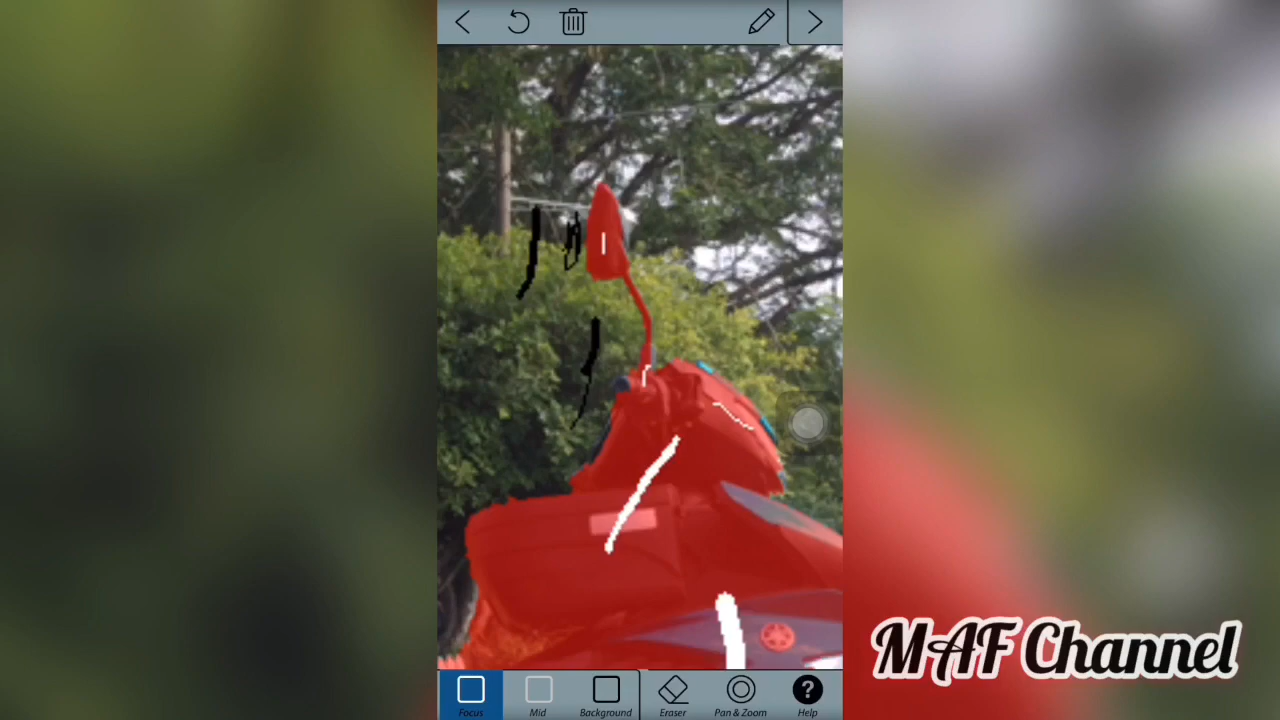 Focus
Mid
Background
Eraser
Pan & Zoom
?
Help
MAF Channel